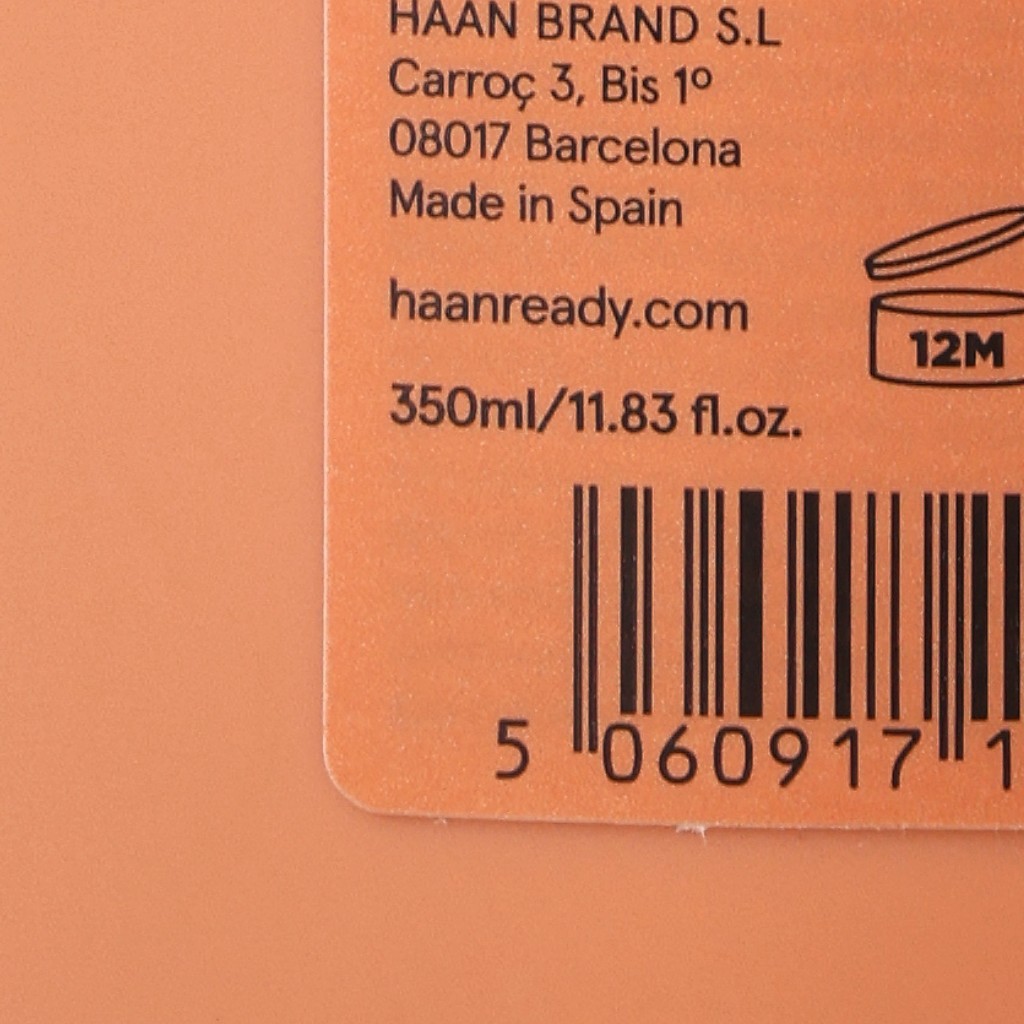 HAAN BRAND S.L
Carroç 3, Bis 1º
08017 Barcelona
Made in Spain
haanready.com
12M
350ml/11.83 fl.oz.
5 060917 1